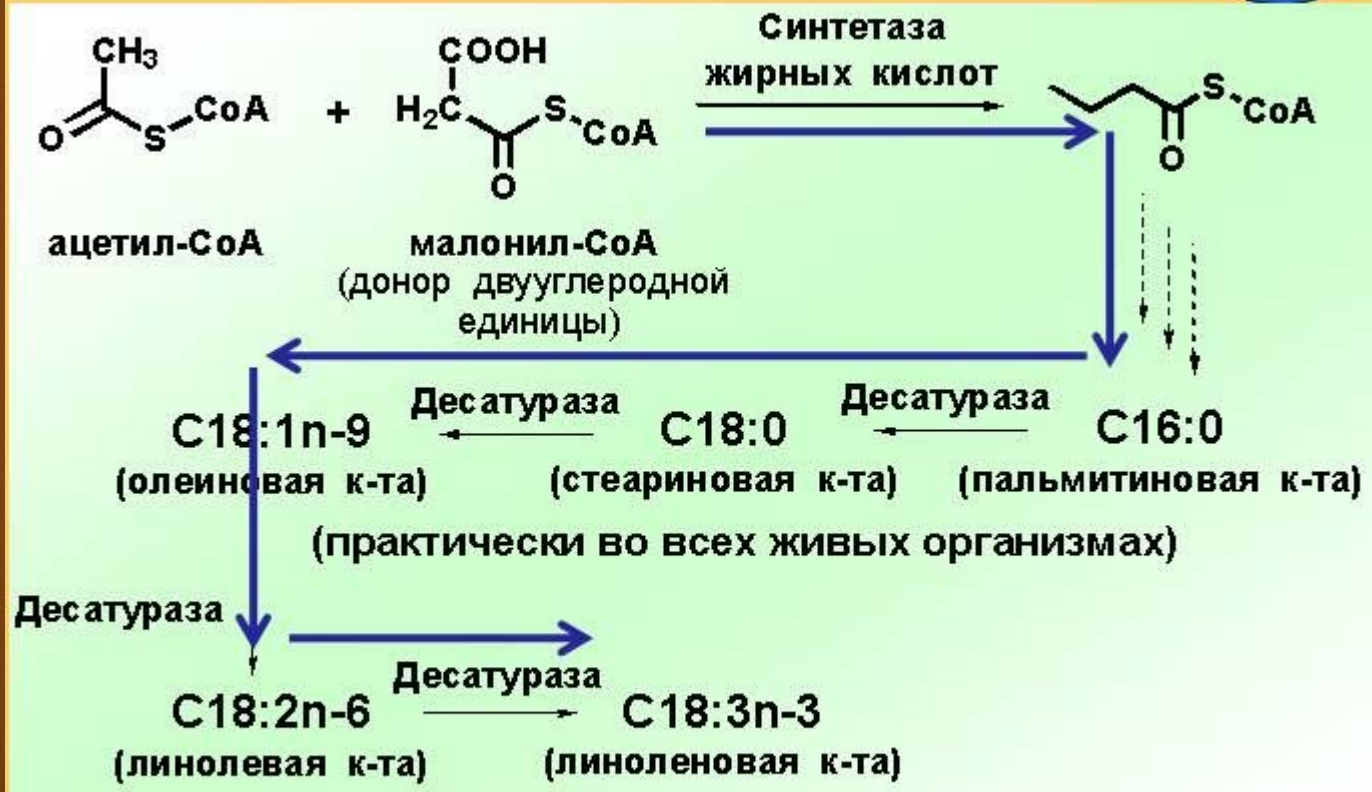 Синтетаза
жирных кислот
CH3
O
S
CoA
+
COOH
H2C
S
CoA
O
S
CoA
O
ацетил-CoA
малонил-CoA
(донор двууглеродной
единицы)
Десатураза
Десатураза
C18:1n-9
C18:0
C16:0
(олеиновая к-та)
(стеариновая к-та)
(пальмитиновая к-та)
(практически во всех живых организмах)
Десатураза
Десатураза
C18:2n-6
C18:3n-3
(линолевая к-та)
(линоленовая к-та)